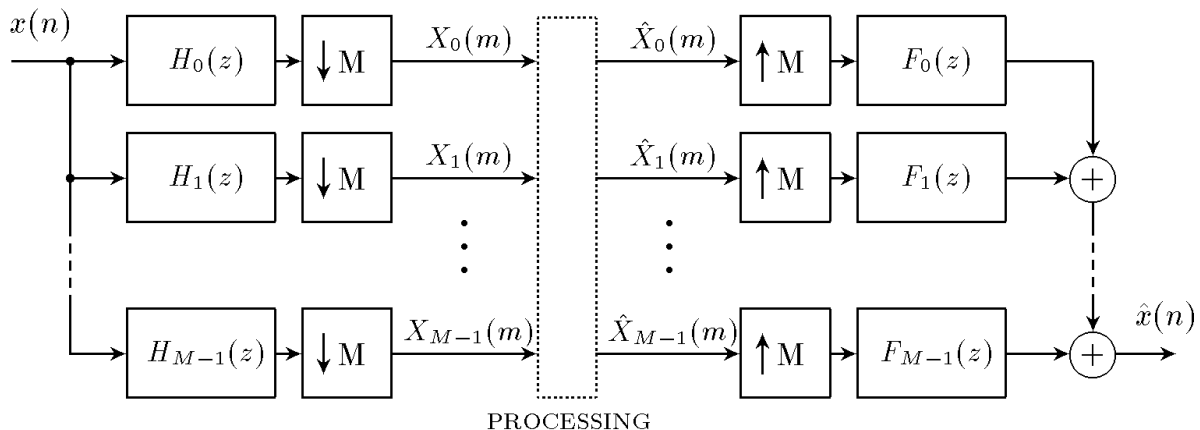 x(n)
H_0(z)
↓ M
X_0(m)
X̂_0(m)
↑ M
F_0(z)
H_1(z)
↓ M
X_1(m)
X̂_1(m)
↑ M
F_1(z)
+
H_{M−1}(z)
↓ M
X_{M−1}(m)
X̂_{M−1}(m)
↑ M
F_{M−1}(z)
+
x̂(n)
PROCESSING